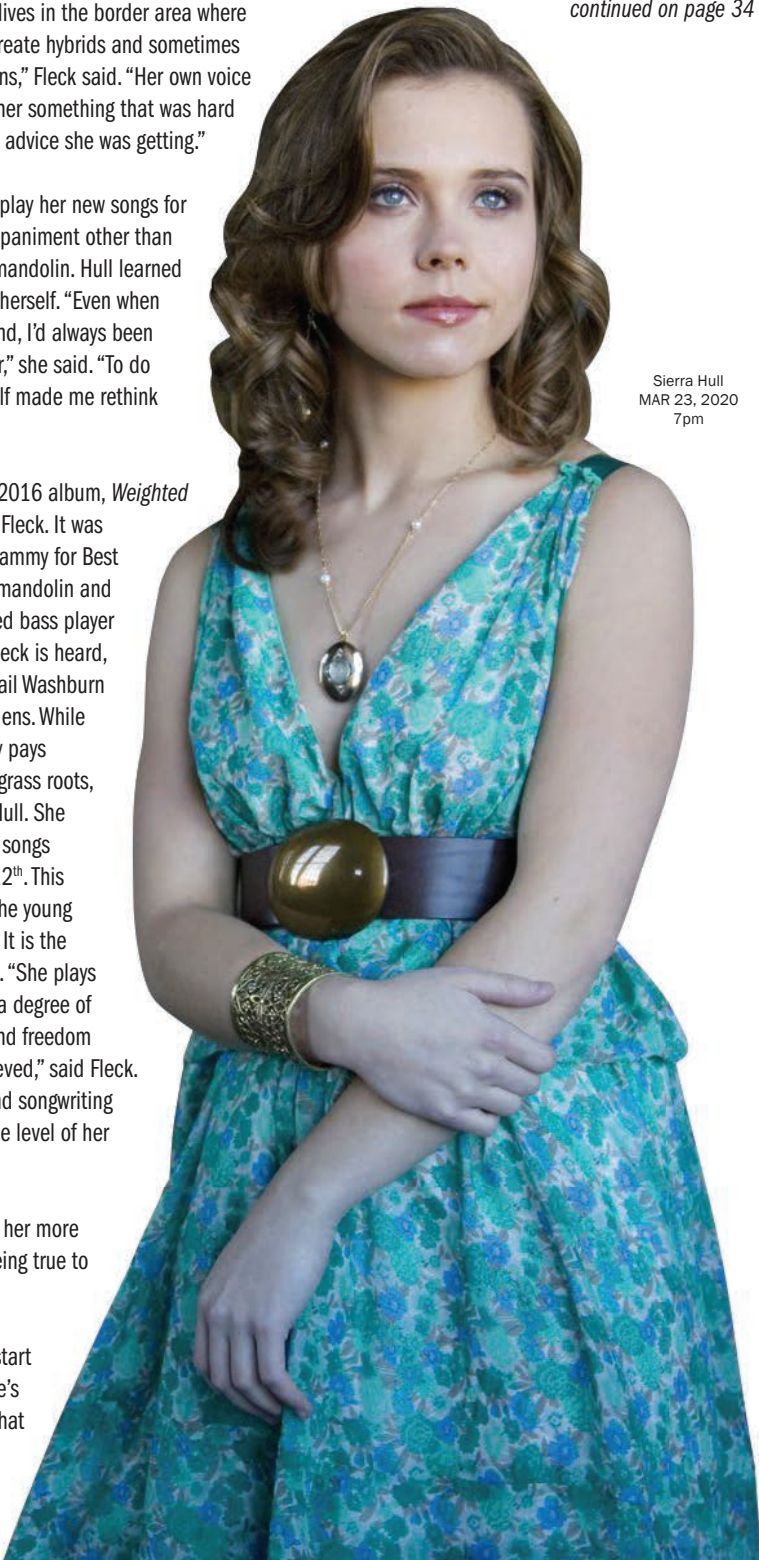 lives in the border area where
reate hybrids and sometimes
ns,” Fleck said. “Her own voice
her something that was hard
advice she was getting.”
play her new songs for
paniment other than
mandolin. Hull learned
herself. “Even when
nd, I’d always been
r,” she said. “To do
lf made me rethink
2016 album, Weighted
Fleck. It was
ammy for Best
mandolin and
ed bass player
eck is heard,
ail Washburn
ens. While
y pays
grass roots,
Hull. She
songs
2th. This
he young
It is the
. “She plays
a degree of
nd freedom
eved,” said Fleck.
nd songwriting
e level of her
her more
eing true to
start
e’s
hat
continued on page 34
Sierra Hull
MAR 23, 2020
7pm